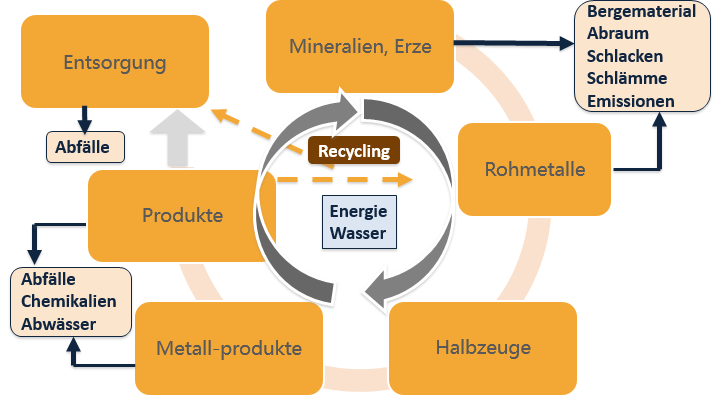 Mineralien, Erze
Bergematerial
Abraum
Schlacken
Schlämme
Emissionen
Entsorgung
Abfälle
Recycling
Rohmetalle
Produkte
Energie
Wasser
Abfälle
Chemikalien
Abwässer
Metall-produkte
Halbzeuge